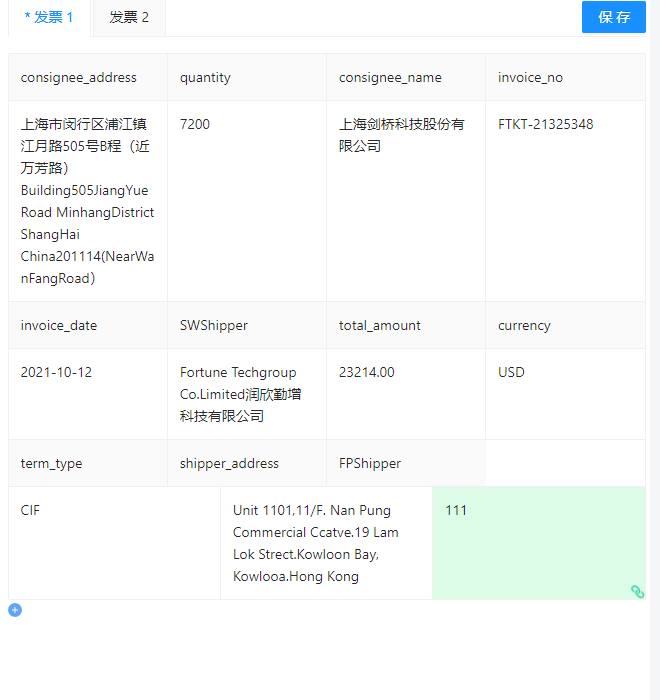 * 发票 1
发票 2
保 存
consignee_address
quantity
consignee_name
invoice_no
上海市闵行区浦江镇
江月路505号B程（近
万芳路）
Building505JiangYue
Road MinhangDistrict
ShangHai
China201114(NearWa
nFangRoad）
7200
上海剑桥科技股份有
限公司
FTKT-21325348
invoice_date
SWShipper
total_amount
currency
2021-10-12
Fortune Techgroup
Co.Limited润欣勤增
科技有限公司
23214.00
USD
term_type
shipper_address
FPShipper
CIF
Unit 1101,11/F. Nan Pung
Commercial Ccatve.19 Lam
Lok Strect.Kowloon Bay,
Kowlooa.Hong Kong
111